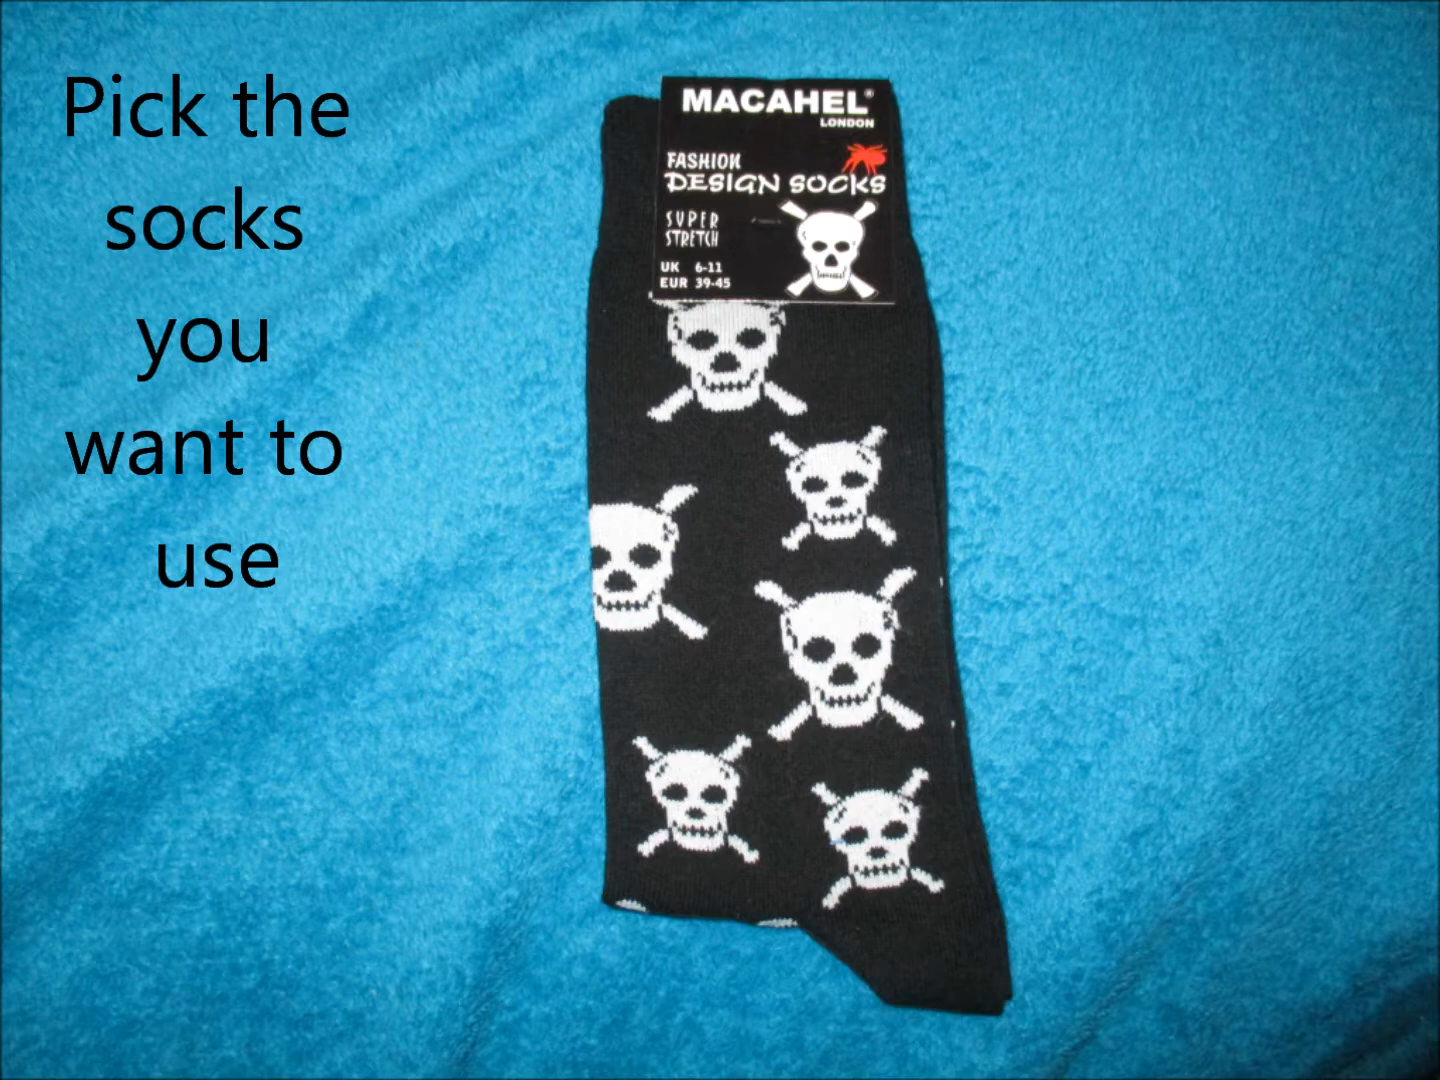 Pick the
socks
you
want to
use
MACAHEL®
LONDON
FASHION
DESIGN SOCKS
SUPER
STRETCH
UK 6-11
EUR 39-45